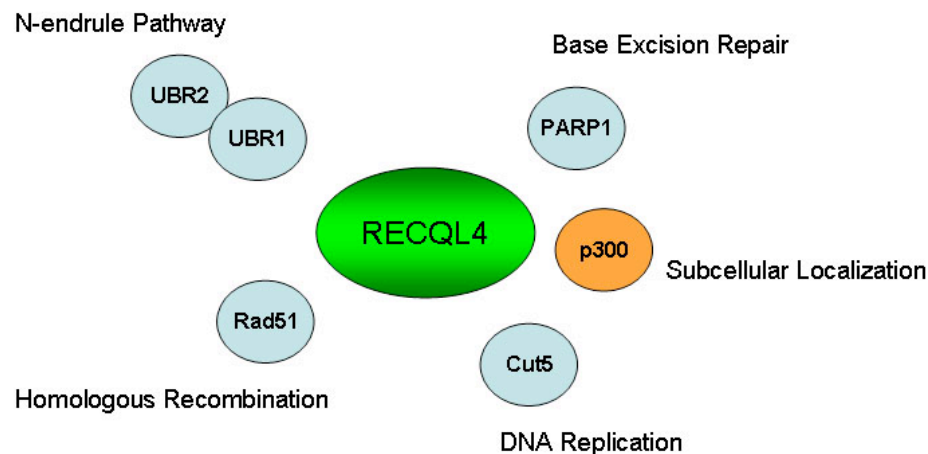 N-endrule Pathway
Base Excision Repair
UBR2
UBR1
PARP1
RECQL4
p300
Subcellular Localization
Rad51
Cut5
Homologous Recombination
DNA Replication